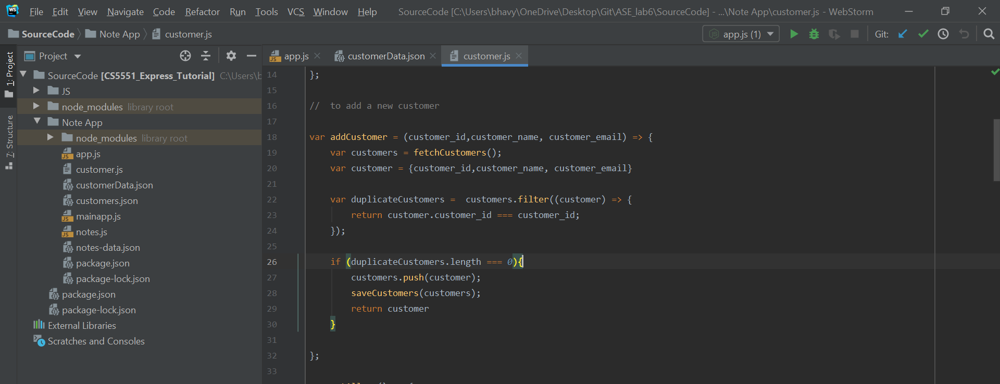 WS File Edit View Navigate Code Refactor Run Tools VCS Window Help SourceCode [C:\Users\bhavy\OneDrive\Desktop\Git\ASE_lab6\SourceCode] - ...\Note App\customer.js - WebStorm
SourceCode Note App customer.js app.js (1) Git:
Project
app.js customerData.json customer.js
1: Project
7: Structure
SourceCode [CS5551_Express_Tutorial] C:\Users\b
JS
node_modules library root
Note App
node_modules library root
app.js
customer.js
customerData.json
customers.json
mainapp.js
notes.js
notes-data.json
package.json
package-lock.json
package.json
package-lock.json
External Libraries
Scratches and Consoles
14 };
15
16 //  to add a new customer
17
18 var addCustomer = (customer_id,customer_name, customer_email) => {
19     var customers = fetchCustomers();
20     var customer = {customer_id,customer_name, customer_email}
21
22     var duplicateCustomers =  customers.filter((customer) => {
23         return customer.customer_id === customer_id;
24     });
25
26     if (duplicateCustomers.length === 0){
27         customers.push(customer);
28         saveCustomers(customers);
29         return customer
30     }
31
32 };
33